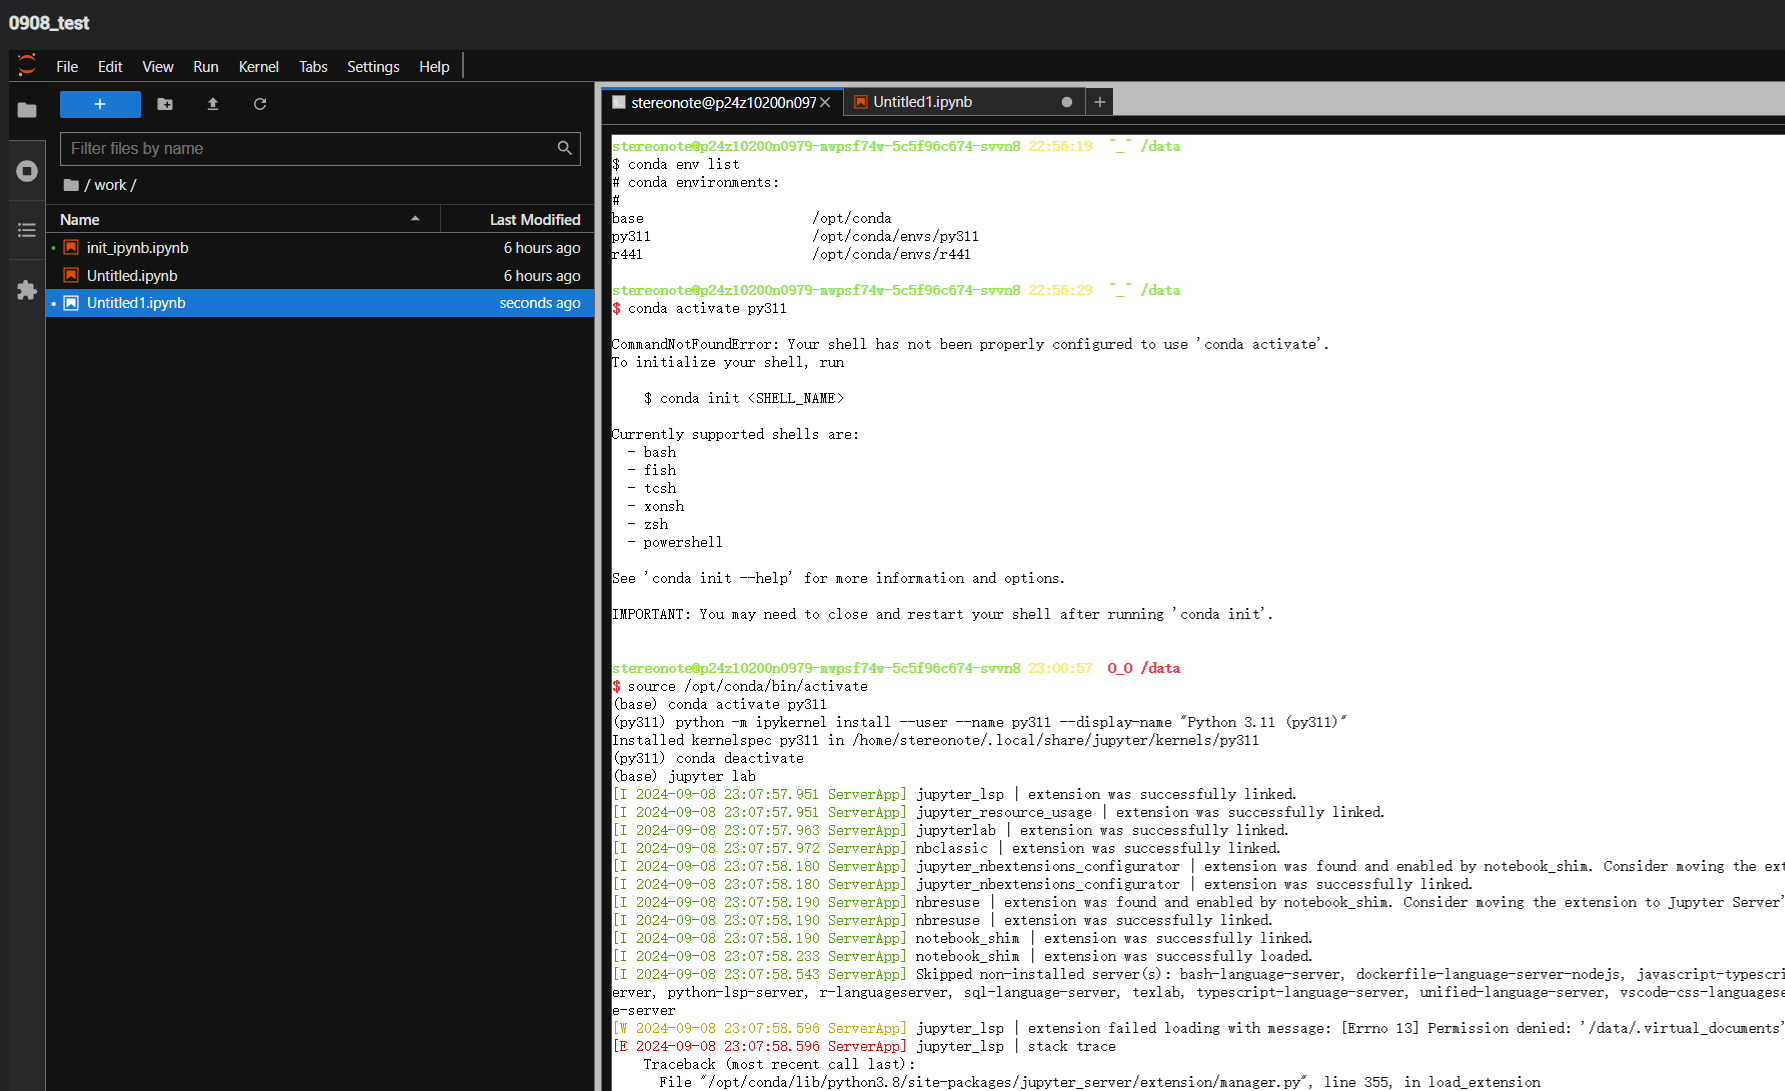 0908_test
File Edit View Run Kernel Tabs Settings Help
+
Filter files by name
/ work /
Name Last Modified
init_ipynb.ipynb 6 hours ago
Untitled.ipynb 6 hours ago
Untitled1.ipynb seconds ago
stereonote@p24z10200n097 Untitled1.ipynb +
stereonote@p24z10200n0979-mwpsf74w-5c5f96c674-svvn8 22:56:19 ^_^ /data
$ conda env list
# conda environments:
#
base /opt/conda
py311 /opt/conda/envs/py311
r441 /opt/conda/envs/r441
stereonote@p24z10200n0979-mwpsf74w-5c5f96c674-svvn8 22:56:29 ^_^ /data
$ conda activate py311
CommandNotFoundError: Your shell has not been properly configured to use 'conda activate'.
To initialize your shell, run
$ conda init <SHELL_NAME>
Currently supported shells are:
- bash
- fish
- tcsh
- xonsh
- zsh
- powershell
See 'conda init --help' for more information and options.
IMPORTANT: You may need to close and restart your shell after running 'conda init'.
stereonote@p24z10200n0979-mwpsf74w-5c5f96c674-svvn8 23:00:57 O_O /data
$ source /opt/conda/bin/activate
(base) conda activate py311
(py311) python -m ipykernel install --user --name py311 --display-name "Python 3.11 (py311)"
Installed kernelspec py311 in /home/stereonote/.local/share/jupyter/kernels/py311
(py311) conda deactivate
(base) jupyter lab
[I 2024-09-08 23:07:57.951 ServerApp] jupyter_lsp | extension was successfully linked.
[I 2024-09-08 23:07:57.951 ServerApp] jupyter_resource_usage | extension was successfully linked.
[I 2024-09-08 23:07:57.963 ServerApp] jupyterlab | extension was successfully linked.
[I 2024-09-08 23:07:57.972 ServerApp] nbclassic | extension was successfully linked.
[I 2024-09-08 23:07:58.180 ServerApp] jupyter_nbextensions_configurator | extension was found and enabled by notebook_shim. Consider moving the ext
[I 2024-09-08 23:07:58.180 ServerApp] jupyter_nbextensions_configurator | extension was successfully linked.
[I 2024-09-08 23:07:58.190 ServerApp] nbresuse | extension was found and enabled by notebook_shim. Consider moving the extension to Jupyter Server'
[I 2024-09-08 23:07:58.190 ServerApp] nbresuse | extension was successfully linked.
[I 2024-09-08 23:07:58.190 ServerApp] notebook_shim | extension was successfully linked.
[I 2024-09-08 23:07:58.233 ServerApp] notebook_shim | extension was successfully loaded.
[I 2024-09-08 23:07:58.543 ServerApp] Skipped non-installed server(s): bash-language-server, dockerfile-language-server-nodejs, javascript-typescri
erver, python-lsp-server, r-languageserver, sql-language-server, texlab, typescript-language-server, unified-language-server, vscode-css-languagese
e-server
[W 2024-09-08 23:07:58.596 ServerApp] jupyter_lsp | extension failed loading with message: [Errno 13] Permission denied: '/data/.virtual_documents'
[E 2024-09-08 23:07:58.596 ServerApp] jupyter_lsp | stack trace
Traceback (most recent call last):
File "/opt/conda/lib/python3.8/site-packages/jupyter_server/extension/manager.py", line 355, in load_extension